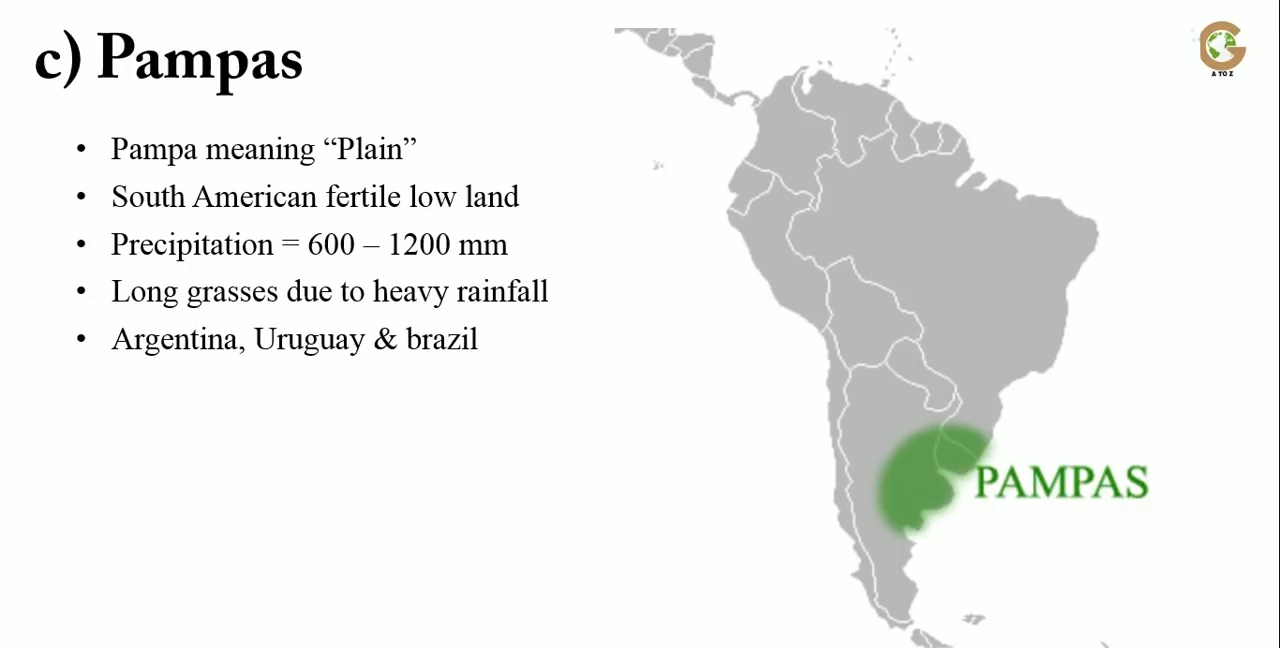 c) Pampas
• Pampa meaning “Plain”
• South American fertile low land
• Precipitation = 600 – 1200 mm
• Long grasses due to heavy rainfall
• Argentina, Uruguay & brazil
PAMPAS
G
A TO Z